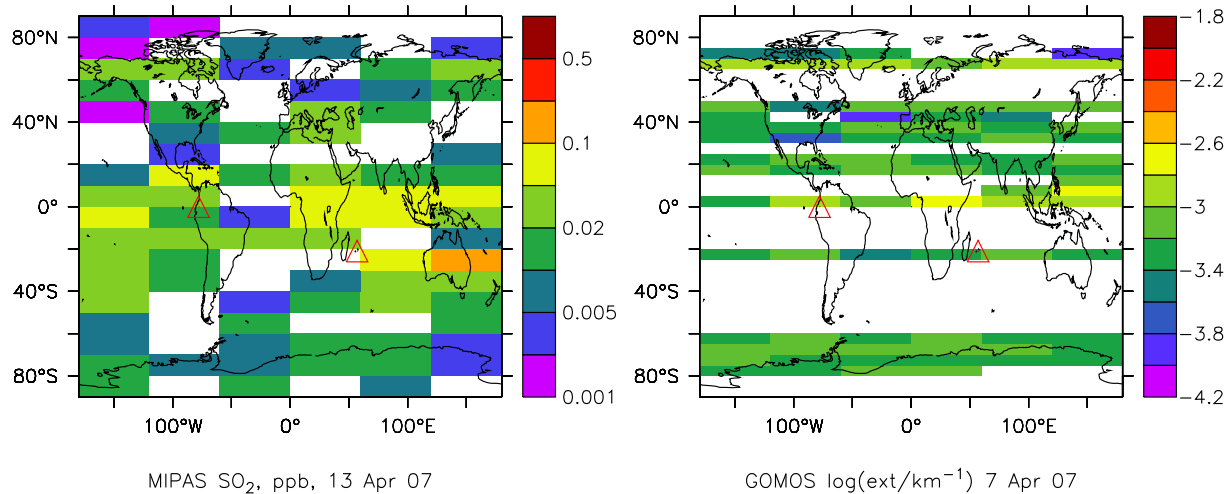 80°N
40°N
0°
40°S
80°S
100°W 0° 100°E
0.5
0.1
0.02
0.005
0.001
MIPAS SO₂, ppb, 13 Apr 07
80°N
40°N
0°
40°S
80°S
100°W 0° 100°E
−1.8
−2.2
−2.6
−3
−3.4
−3.8
−4.2
GOMOS log(ext/km⁻¹) 7 Apr 07